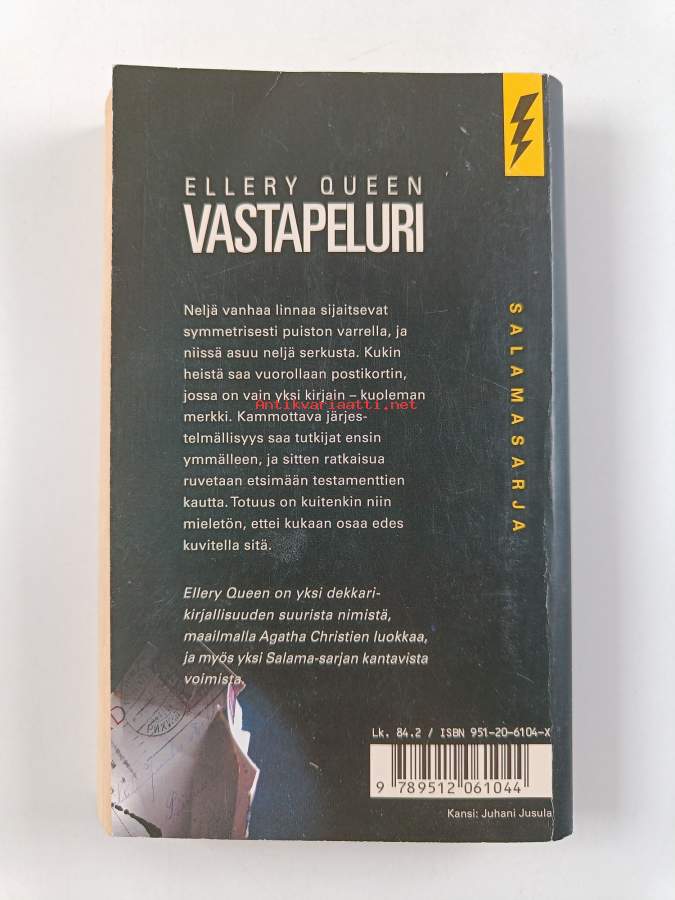 ELLERY QUEEN
VASTAPELURI
Neljä vanhaa linnaa sijaitsevat
symmetrisesti puiston varrella, ja
niissä asuu neljä serkusta. Kukin
heistä saa vuorollaan postikortin,
jossa on vain yksi kirjain – kuoleman
Antikvariaatti.net
merkki. Kammottava järjes-
telmällisyys saa tutkijat ensin
ymmälleen, ja sitten ratkaisua
ruvetaan etsimään testamenttien
kautta. Totuus on kuitenkin niin
mieletön, ettei kukaan osaa edes
kuvitella sitä.
Ellery Queen on yksi dekkari-
kirjallisuuden suurista nimistä,
maailmalla Agatha Christien luokkaa,
ja myös yksi Salama-sarjan kantavista
voimista.
SALAMASARJA
Lk. 84.2 / ISBN 951-20-6104-X
9 789512 061044
Kansi: Juhani Jusula